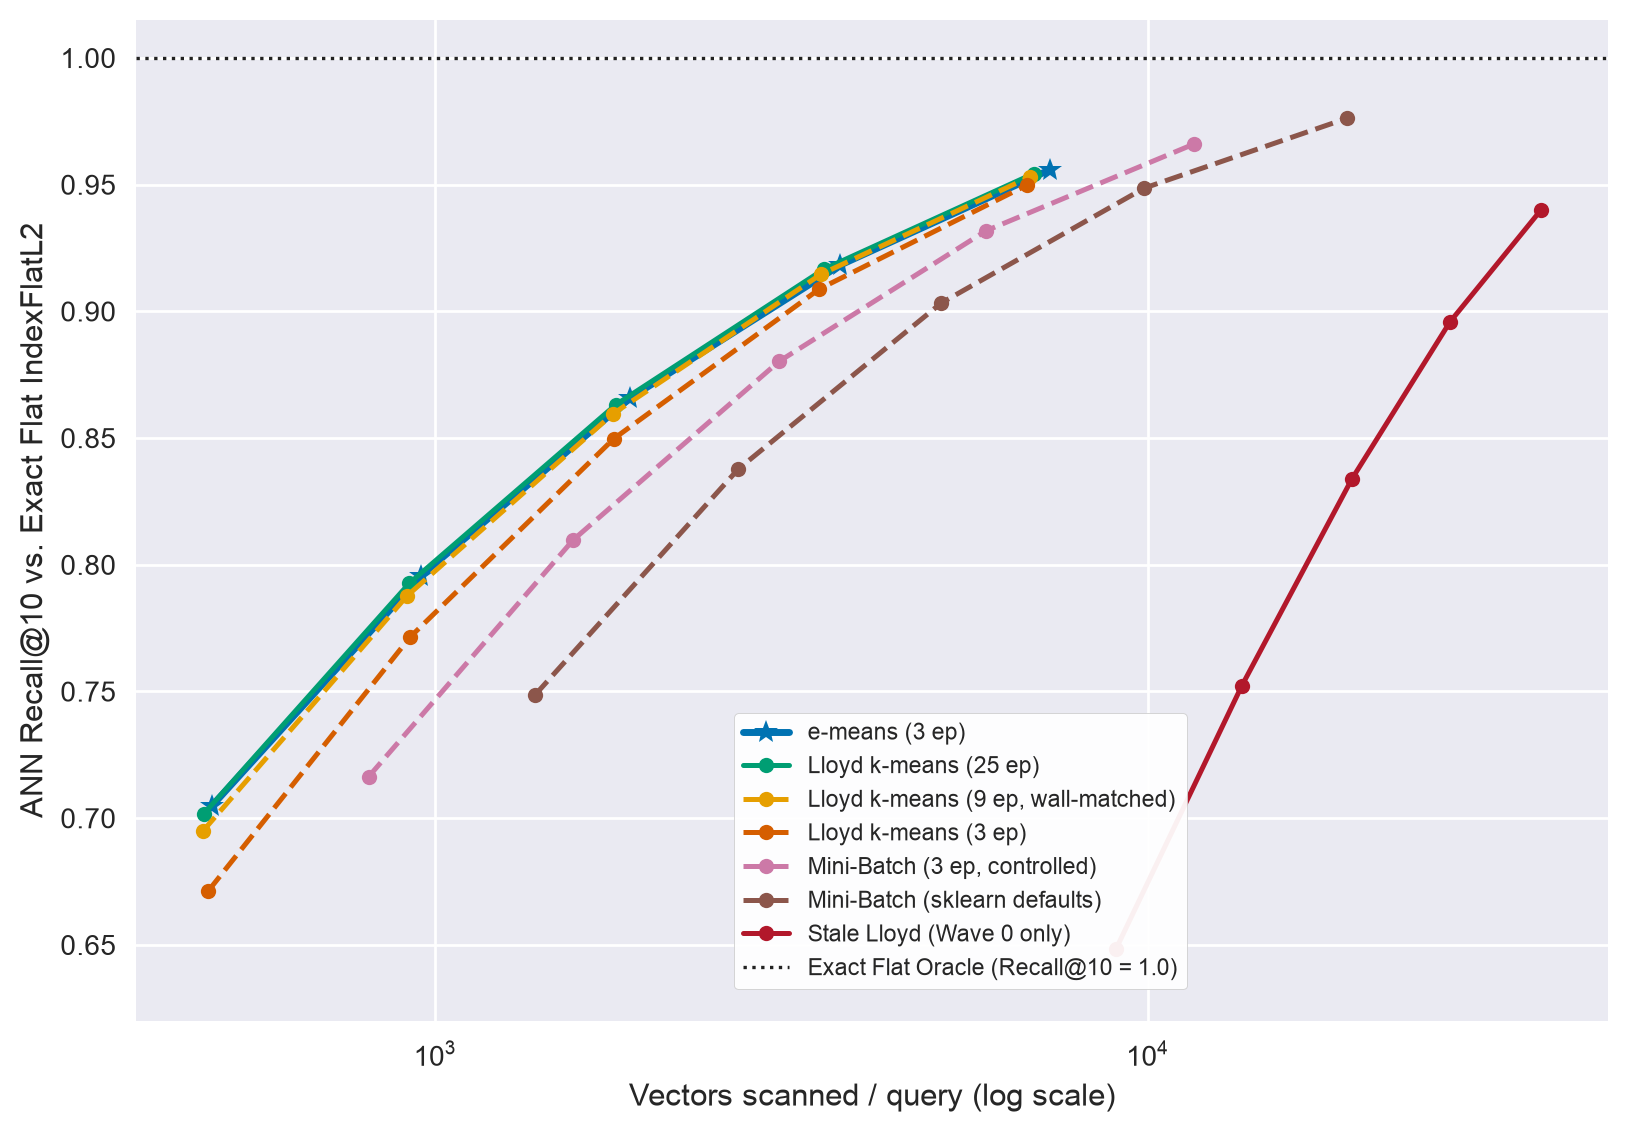 1.00
0.95
0.90
0.85
0.80
0.75
0.70
0.65
ANN Recall@10 vs. Exact Flat IndexFlatL2
e-means (3 ep)
Lloyd k-means (25 ep)
Lloyd k-means (9 ep, wall-matched)
Lloyd k-means (3 ep)
Mini-Batch (3 ep, controlled)
Mini-Batch (sklearn defaults)
Stale Lloyd (Wave 0 only)
Exact Flat Oracle (Recall@10 = 1.0)
10³ 10⁴
Vectors scanned / query (log scale)